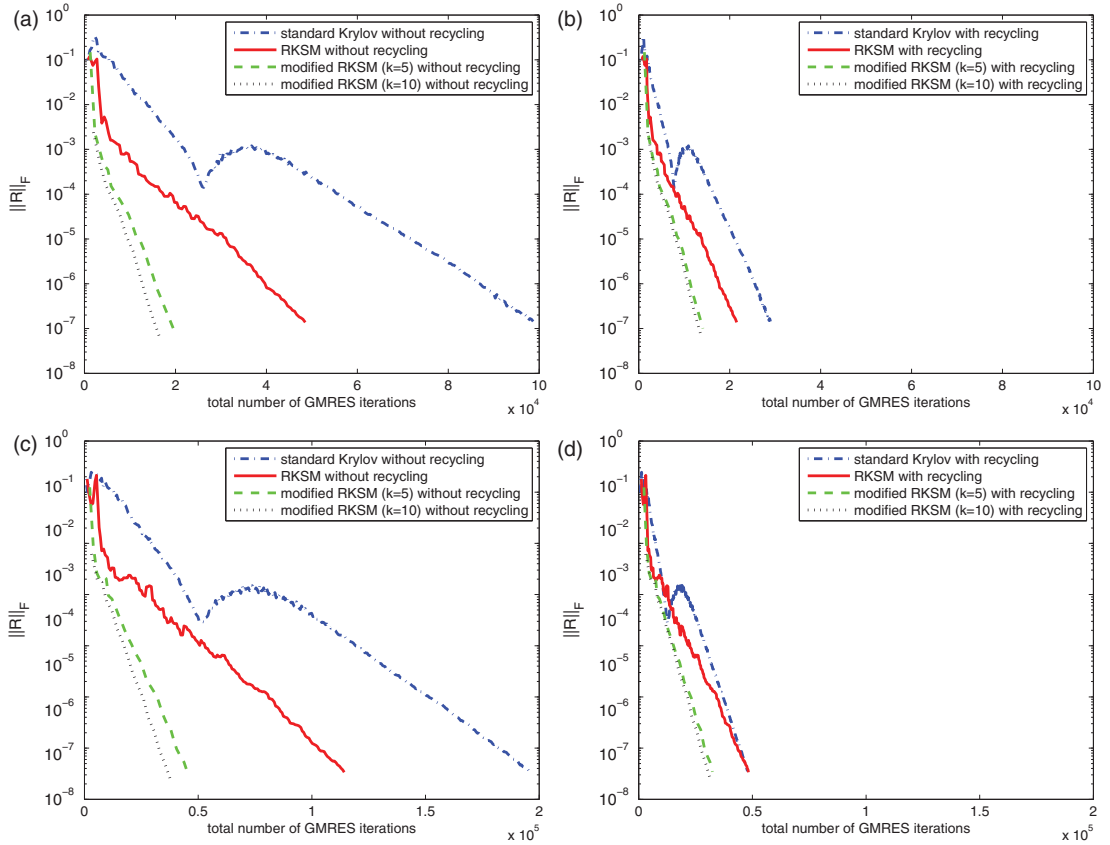 (a)
10^0
10^-1
10^-2
10^-3
10^-4
10^-5
10^-6
10^-7
10^-8
||R||_F
standard Krylov without recycling
RKSM without recycling
modified RKSM (k=5) without recycling
modified RKSM (k=10) without recycling
0 2 4 6 8 10
x 10^4
total number of GMRES iterations
(b)
10^0
10^-1
10^-2
10^-3
10^-4
10^-5
10^-6
10^-7
10^-8
||R||_F
standard Krylov with recycling
RKSM with recycling
modified RKSM (k=5) with recycling
modified RKSM (k=10) with recycling
0 2 4 6 8 10
x 10^4
total number of GMRES iterations
(c)
10^0
10^-1
10^-2
10^-3
10^-4
10^-5
10^-6
10^-7
10^-8
||R||_F
standard Krylov without recycling
RKSM without recycling
modified RKSM (k=5) without recycling
modified RKSM (k=10) without recycling
0 0.5 1 1.5 2
x 10^5
total number of GMRES iterations
(d)
10^0
10^-1
10^-2
10^-3
10^-4
10^-5
10^-6
10^-7
10^-8
||R||_F
standard Krylov with recycling
RKSM with recycling
modified RKSM (k=5) with recycling
modified RKSM (k=10) with recycling
0 0.5 1 1.5 2
x 10^5
total number of GMRES iterations